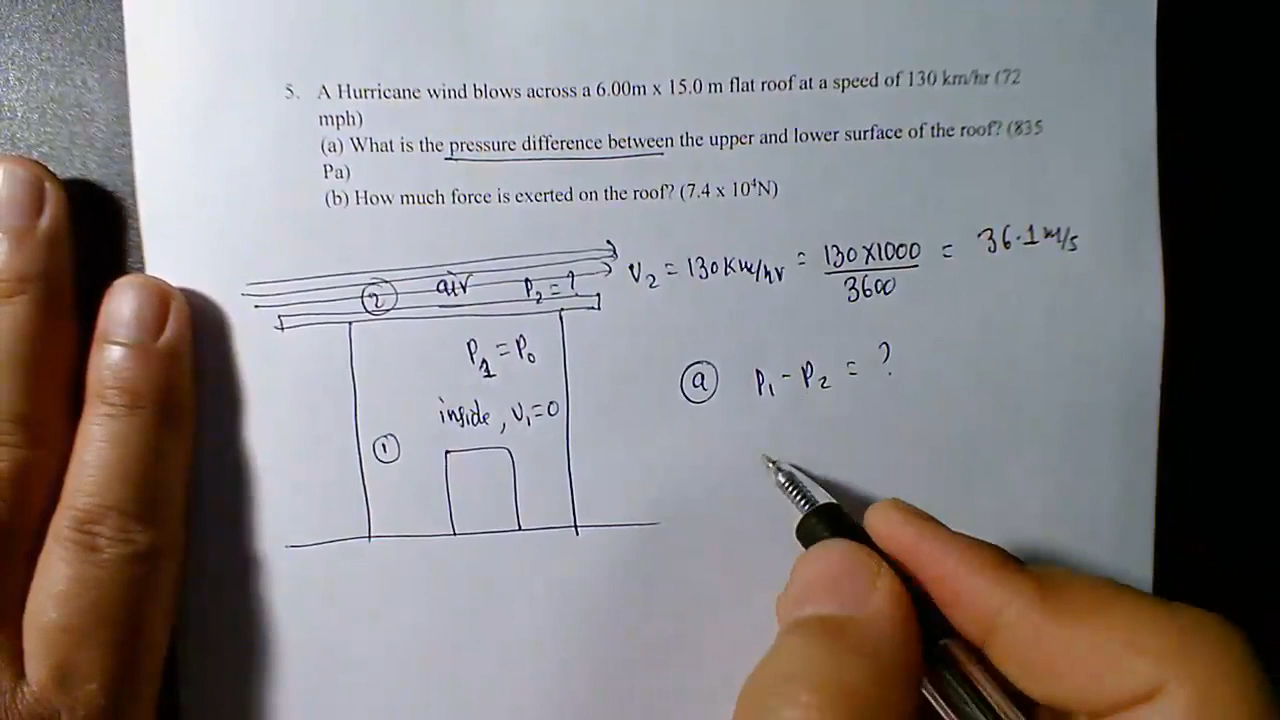 5. A Hurricane wind blows across a 6.00m x 15.0 m flat roof at a speed of 130 km/hr (72
mph)
(a) What is the pressure difference between the upper and lower surface of the roof? (835
Pa)
(b) How much force is exerted on the roof? (7.4 x 10⁴N)
V₂ = 130 Km/hr = 130×1000/3600 = 36.1 m/s
② air P₂ = ?
P₁ = P₀
ⓐ P₁ - P₂ = ?
inside, V₁=0
①